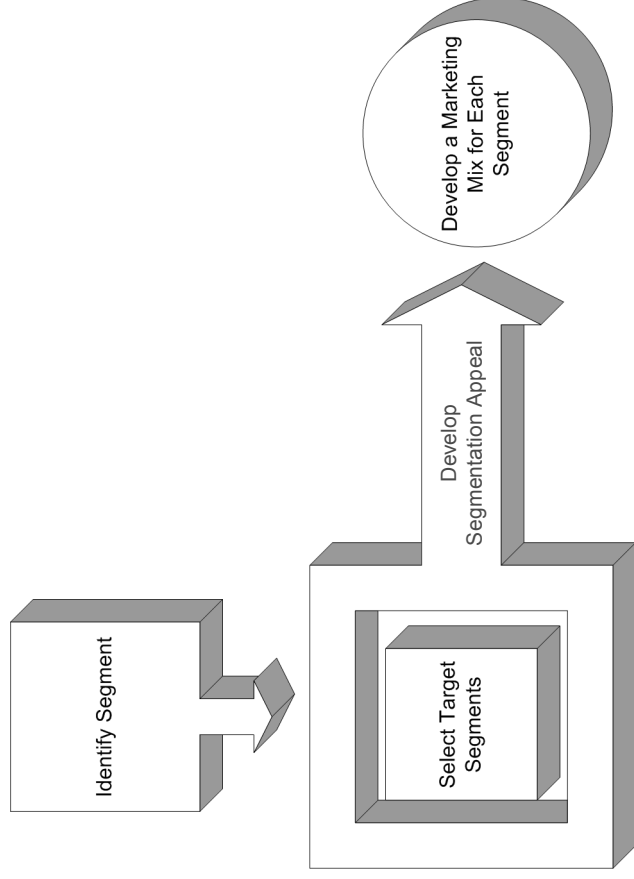 Identify Segment
Select Target
Segments
Develop
Segmentation Appeal
Develop a Marketing
Mix for Each
Segment